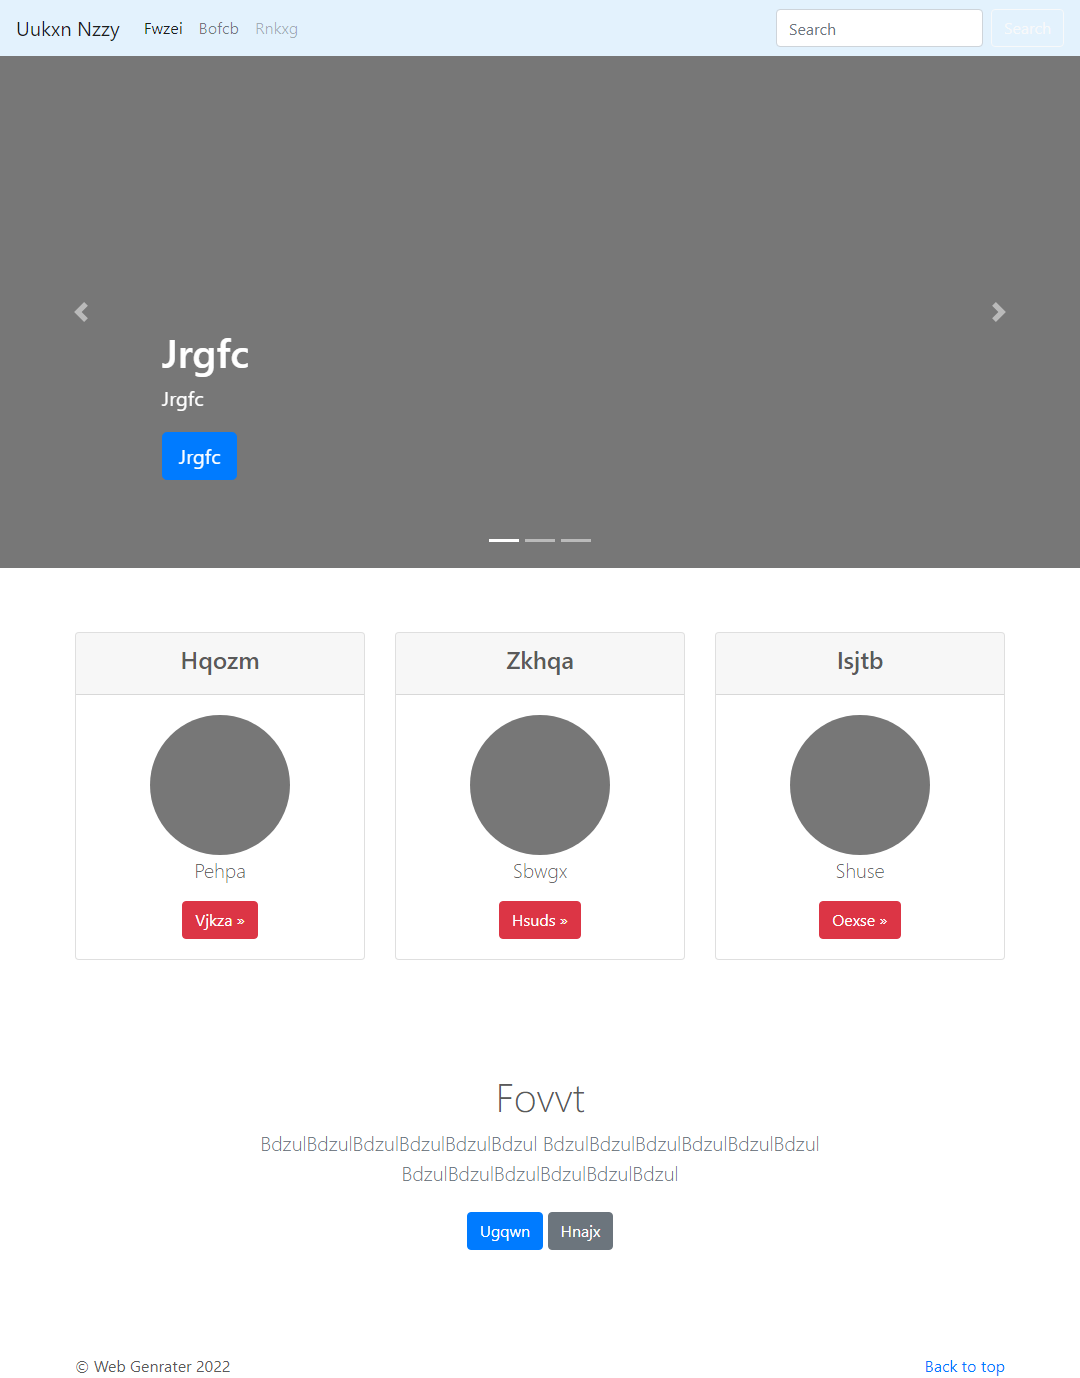 Uukxn Nzzy Fwzei Bofcb Rnkxg Search Search
Jrgfc
Jrgfc
Jrgfc
Hqozm Zkhqa Isjtb
Pehpa Sbwgx Shuse
Vjkza » Hsuds » Oexse »
Fovvt
BdzulBdzulBdzulBdzulBdzulBdzul BdzulBdzulBdzulBdzulBdzulBdzul
BdzulBdzulBdzulBdzulBdzulBdzul
Ugqwn Hnajx
© Web Genrater 2022 Back to top